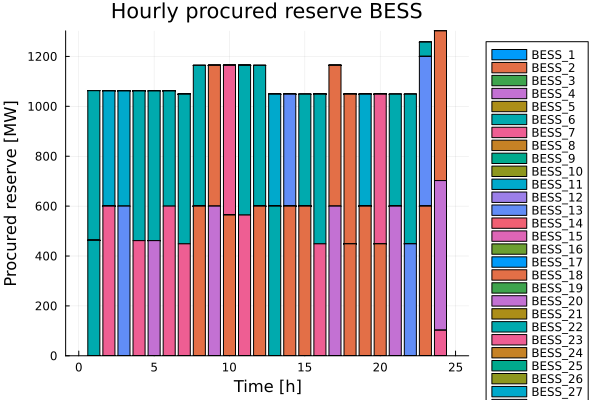 Hourly procured reserve BESS
Procured reserve [MW]
1200
1000
800
600
400
200
0
0 5 10 15 20 25
Time [h]
BESS_1
BESS_2
BESS_3
BESS_4
BESS_5
BESS_6
BESS_7
BESS_8
BESS_9
BESS_10
BESS_11
BESS_12
BESS_13
BESS_14
BESS_15
BESS_16
BESS_17
BESS_18
BESS_19
BESS_20
BESS_21
BESS_22
BESS_23
BESS_24
BESS_25
BESS_26
BESS_27